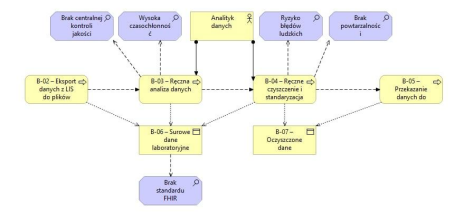 Brak centralnej
kontroli
jakości
Wysoka
czasochłonnoś
ć
Analityk
danych
Ryzyko
błędów
ludzkich
Brak
powtarzalnośc
i
B-02 – Eksport
danych z LIS
do plików
B-03 – Ręczna
analiza danych
B-04 – Ręczne
czyszczenie i
standaryzacja
B-05 –
Przekazanie
danych do
B-06 – Surowe
dane
laboratoryjne
B-07 –
Oczyszczone
dane
Brak
standardu
FHIR